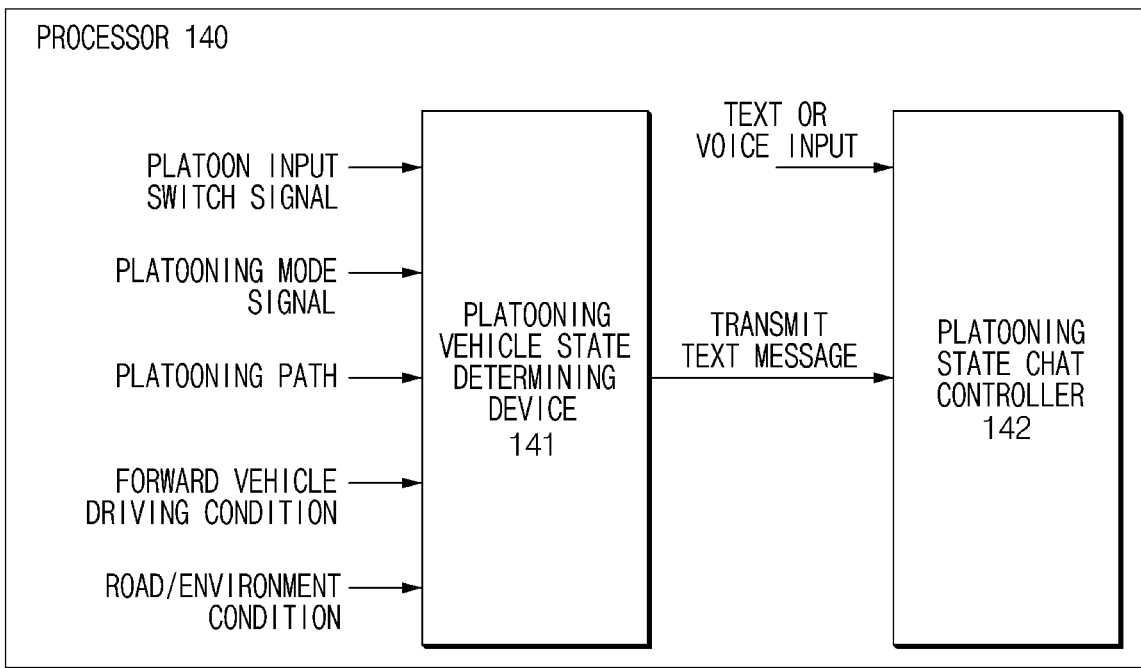 PROCESSOR 140
PLATOON INPUT
SWITCH SIGNAL
PLATOONING MODE
SIGNAL
PLATOONING PATH
FORWARD VEHICLE
DRIVING CONDITION
ROAD/ENVIRONMENT
CONDITION
PLATOONING
VEHICLE STATE
DETERMINING
DEVICE
141
TEXT OR
VOICE INPUT
TRANSMIT
TEXT MESSAGE
PLATOONING
STATE CHAT
CONTROLLER
142